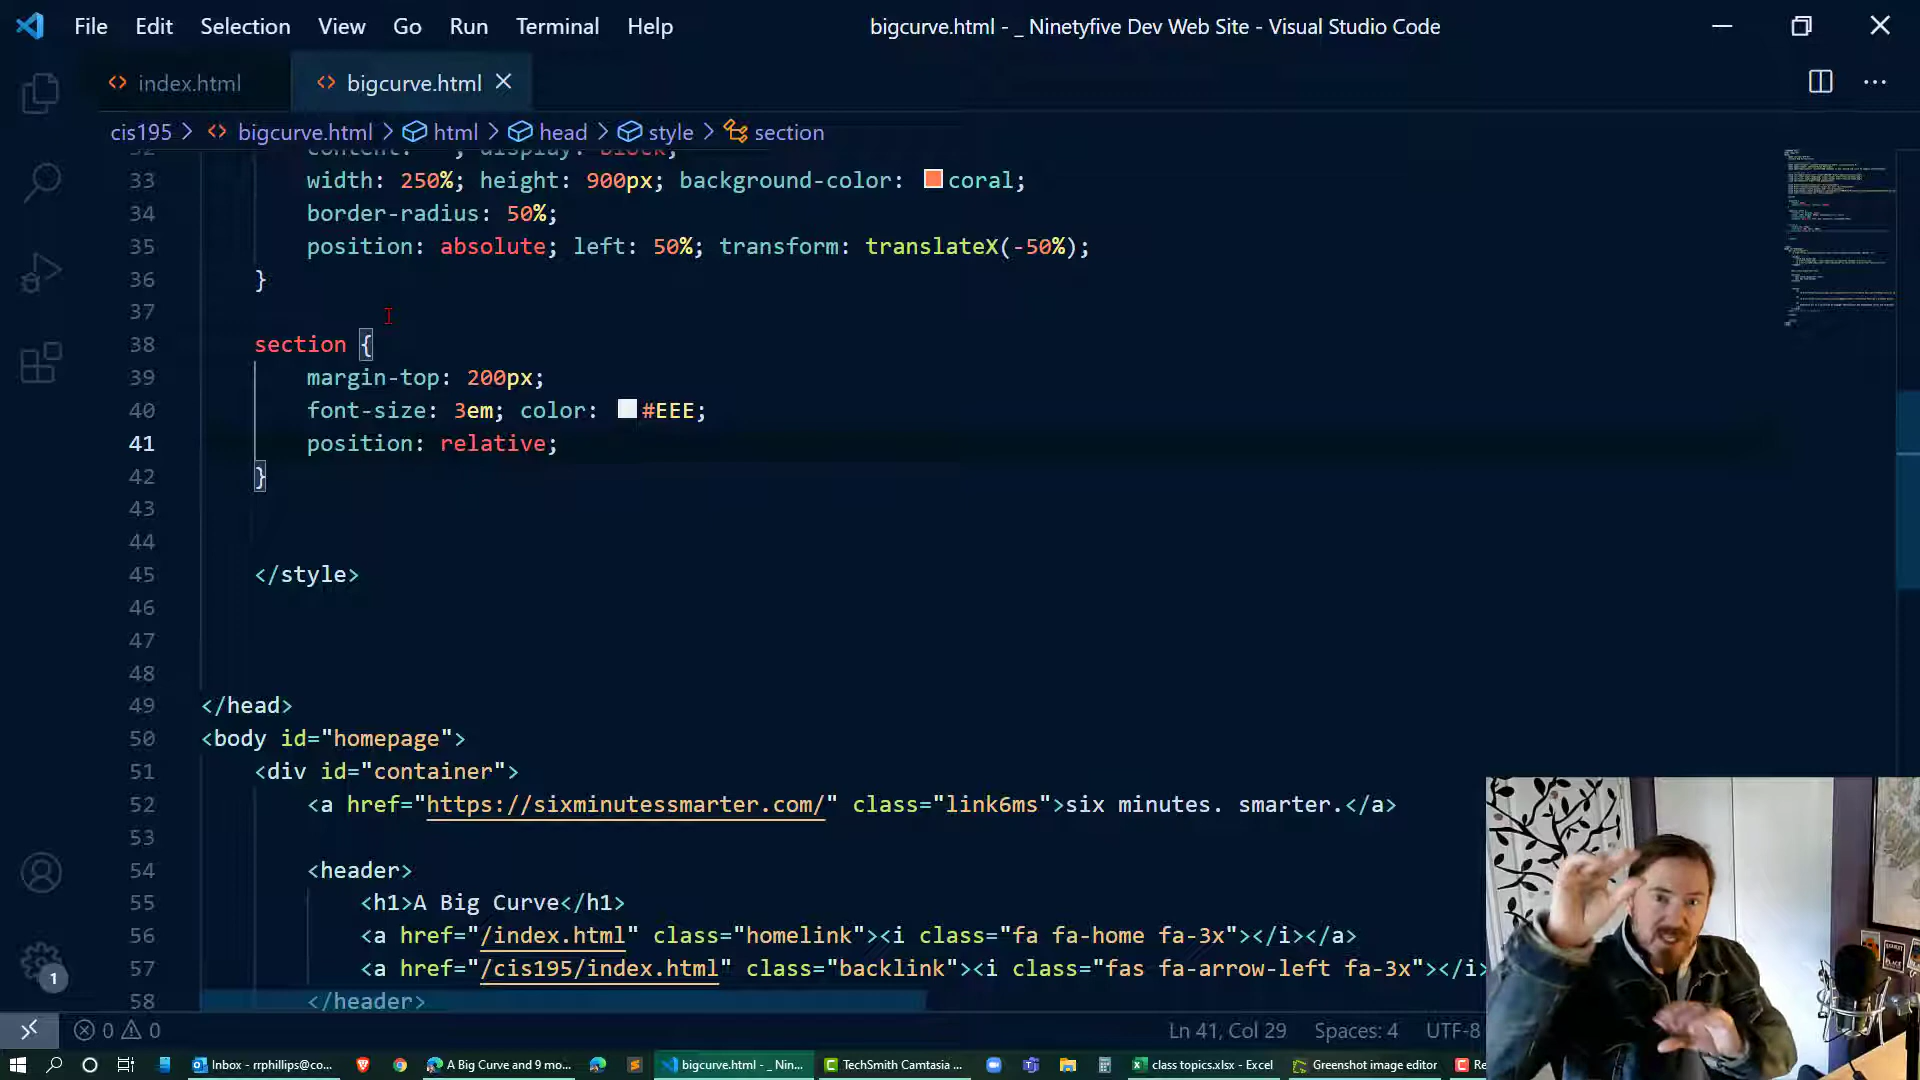 File Edit Selection View Go Run Terminal Help
bigcurve.html - _ Ninetyfive Dev Web Site - Visual Studio Code
index.html
bigcurve.html
cis195 > bigcurve.html > html > head > style > section
33 width: 250%; height: 900px; background-color: coral;
34 border-radius: 50%;
35 position: absolute; left: 50%; transform: translateX(-50%);
36 }
37
38 section {
39 margin-top: 200px;
40 font-size: 3em; color: #EEE;
41 position: relative;
42 }
43
44
45 </style>
46
47
48
49 </head>
50 <body id="homepage">
51 <div id="container">
52 <a href="https://sixminutessmarter.com/" class="link6ms">six minutes. smarter.</a>
53
54 <header>
55 <h1>A Big Curve</h1>
56 <a href="/index.html" class="homelink"><i class="fa fa-home fa-3x"></i></a>
57 <a href="/cis195/index.html" class="backlink"><i class="fas fa-arrow-left fa-3x"></i>
58 </header>
1
0 0
Ln 41, Col 29 Spaces: 4 UTF-8
Inbox - rrphillips@co...
A Big Curve and 9 mo...
bigcurve.html - _ Nin...
TechSmith Camtasia ...
class topics.xlsx - Excel
Greenshot image editor
Re